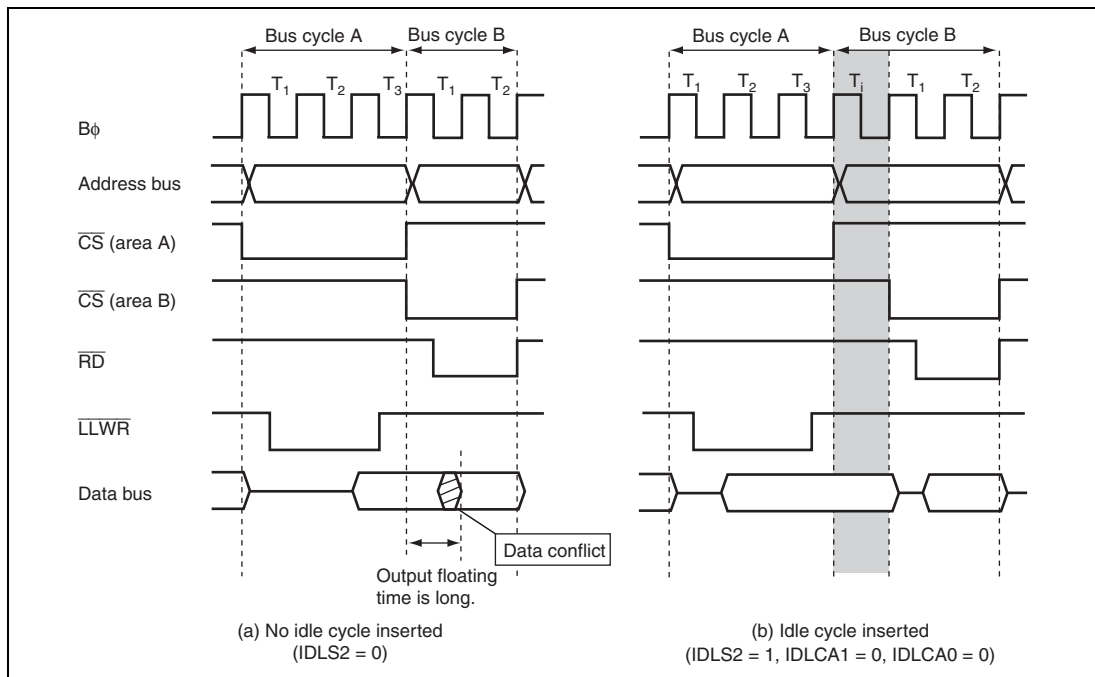 Bus cycle A Bus cycle B
T1 T2 T3 T1 T2
Bϕ
Address bus
CS (area A)
CS (area B)
RD
LLWR
Data bus
Data conflict
Output floating
time is long.
(a) No idle cycle inserted
(IDLS2 = 0)
Bus cycle A Bus cycle B
T1 T2 T3 Ti T1 T2
(b) Idle cycle inserted
(IDLS2 = 1, IDLCA1 = 0, IDLCA0 = 0)